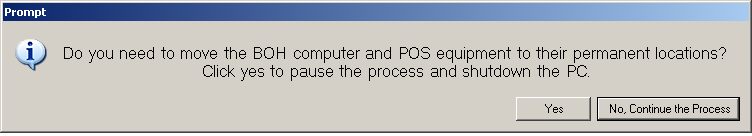 Prompt
Do you need to move the BOH computer and POS equipment to their permanent locations?
Click yes to pause the process and shutdown the PC.
Yes
No, Continue the Process